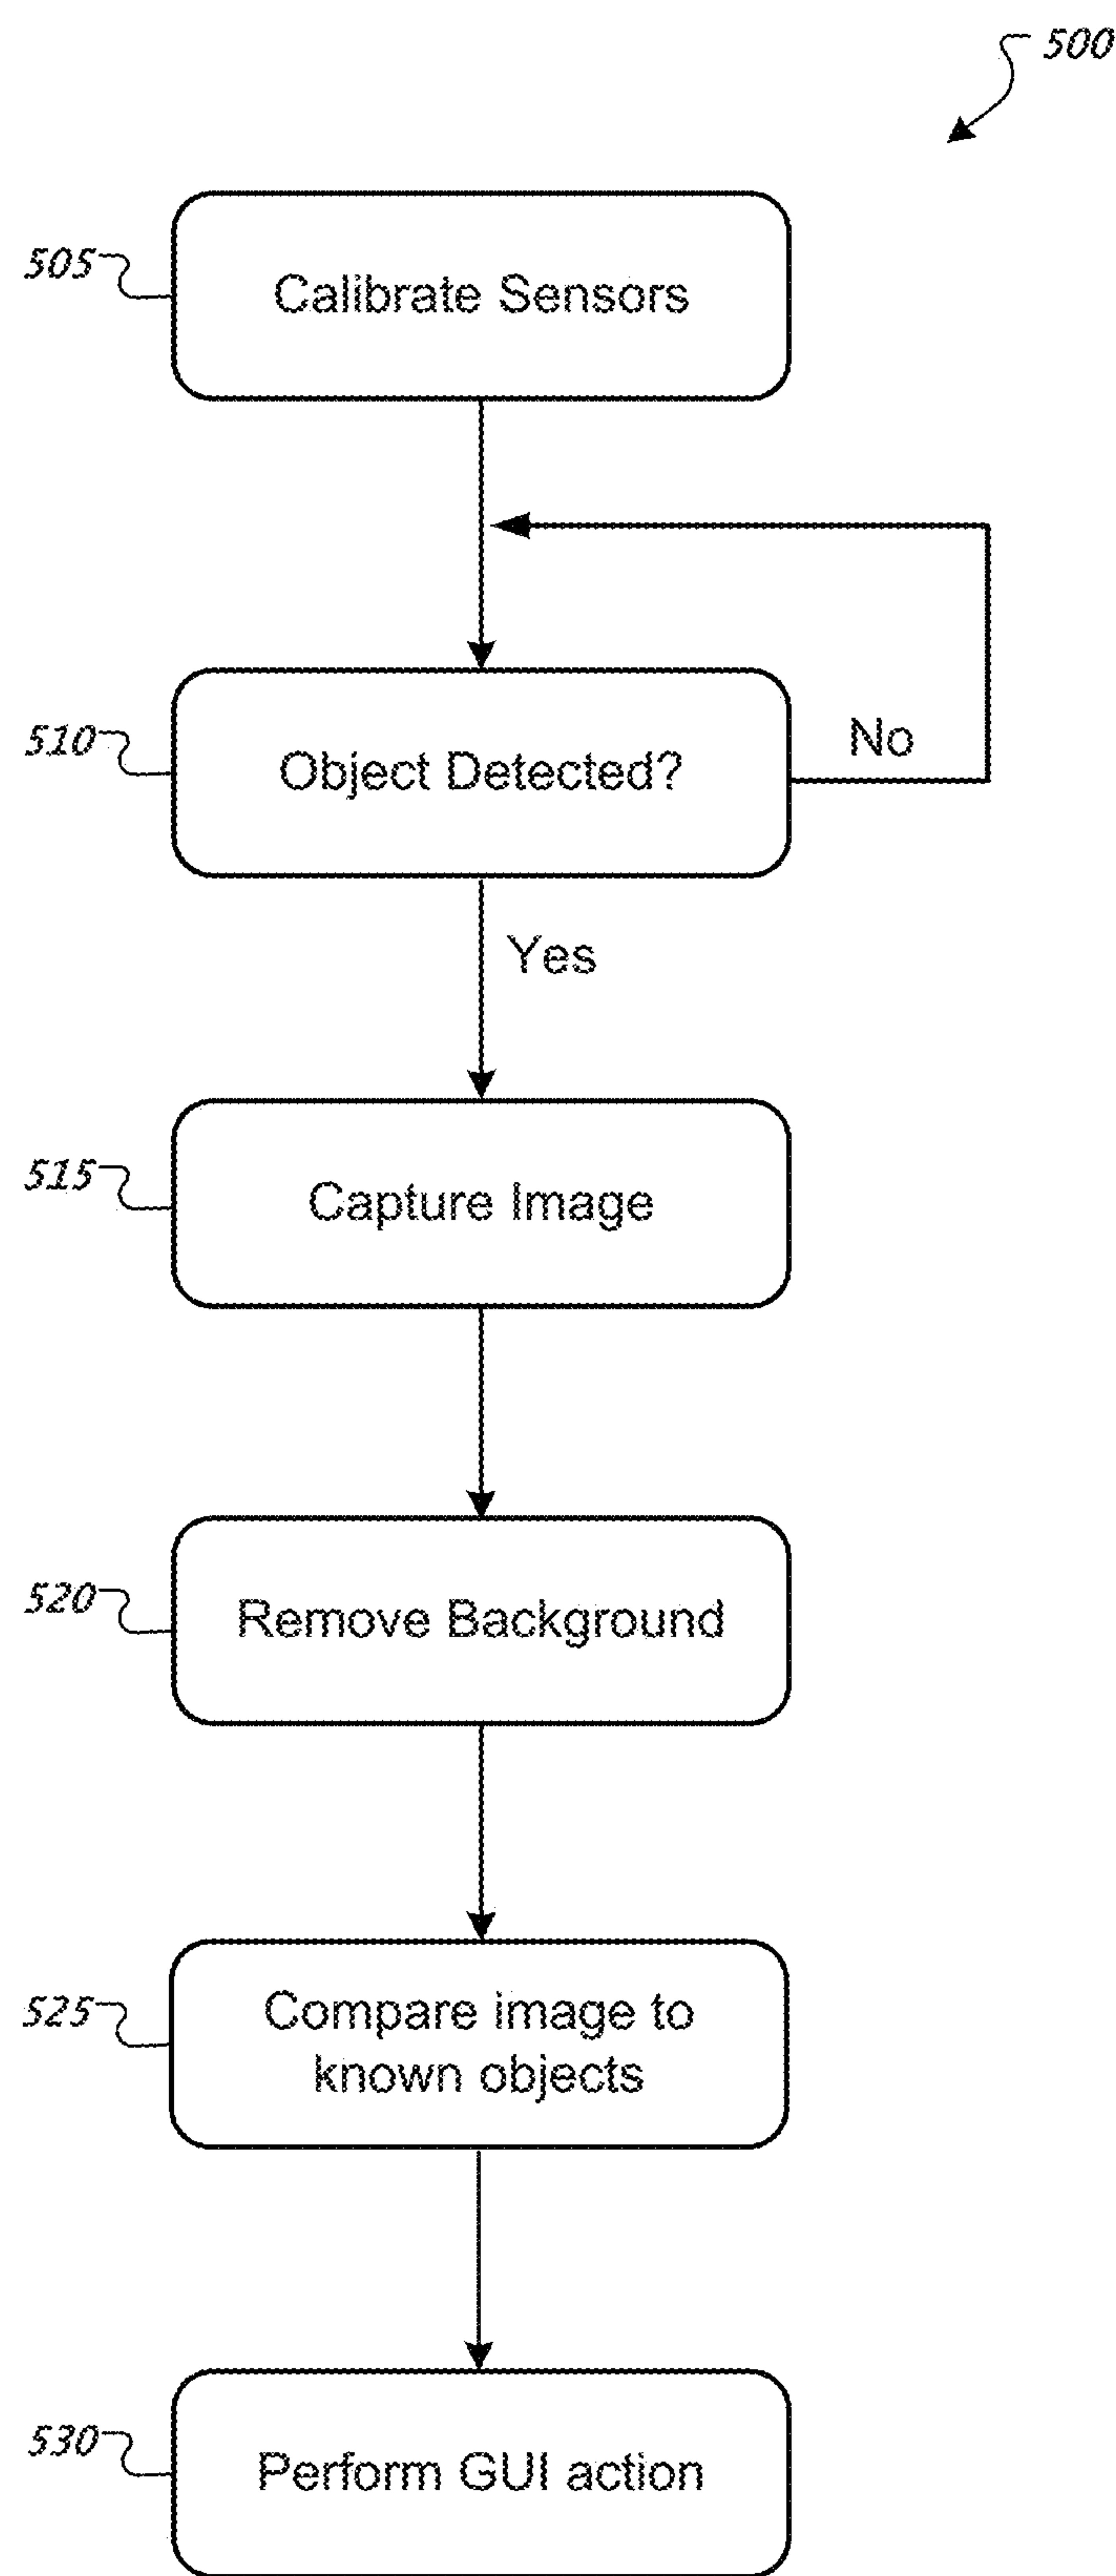 500
505
Calibrate Sensors
510
Object Detected?
No
Yes
515
Capture Image
520
Remove Background
525
Compare image to
known objects
530
Perform GUI action